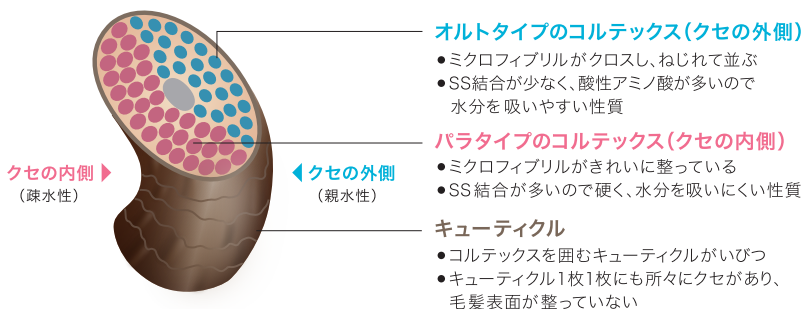 オルトタイプのコルテックス（クセの外側）
●ミクロフィブリルがクロスし、ねじれて並ぶ
●SS結合が少なく、酸性アミノ酸が多いので
水分を吸いやすい性質
パラタイプのコルテックス（クセの内側）
●ミクロフィブリルがきれいに整っている
●SS結合が多いので硬く、水分を吸いにくい性質
クセの内側
（疎水性）
クセの外側
（親水性）
キューティクル
●コルテックスを囲むキューティクルがいびつ
●キューティクル1枚1枚にも所々にクセがあり、
毛髪表面が整っていない